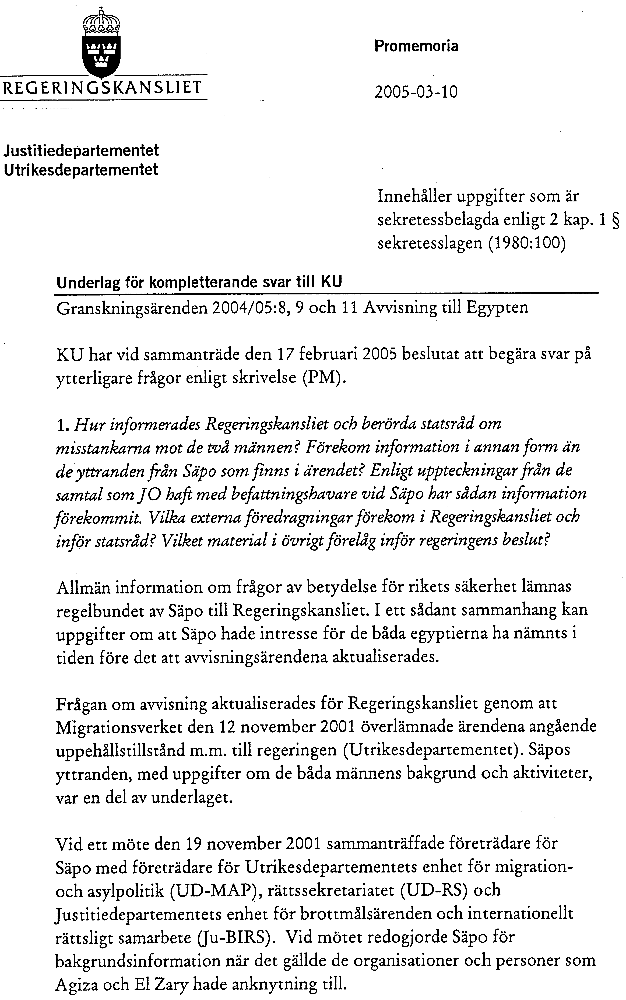 Promemoria
REGERINGSKANSLIET
2005-03-10
Justitiedepartementet
Utrikesdepartementet
Innehåller uppgifter som är
sekretessbelagda enligt 2 kap. 1 §
sekretesslagen (1980:100)
Underlag för kompletterande svar till KU
Granskningsärenden 2004/05:8, 9 och 11 Avvisning till Egypten
KU har vid sammanträde den 17 februari 2005 beslutat att begära svar på
ytterligare frågor enligt skrivelse (PM).
1. Hur informerades Regeringskansliet och berörda statsråd om
misstankarna mot de två männen? Förekom information i annan form än
de yttranden från Säpo som finns i ärendet? Enligt uppteckningar från de
samtal som JO haft med befattningshavare vid Säpo har sådan information
förekommit. Vilka externa föredragningar förekom i Regeringskansliet och
inför statsråd? Vilket material i övrigt förelåg inför regeringens beslut?
Allmän information om frågor av betydelse för rikets säkerhet lämnas
regelbundet av Säpo till Regeringskansliet. I ett sådant sammanhang kan
uppgifter om att Säpo hade intresse för de båda egyptierna ha nämnts i
tiden före det att avvisningsärendena aktualiserades.
Frågan om avvisning aktualiserades för Regeringskansliet genom att
Migrationsverket den 12 november 2001 överlämnade ärendena angående
uppehållstillstånd m.m. till regeringen (Utrikesdepartementet). Säpos
yttranden, med uppgifter om de båda männens bakgrund och aktiviteter,
var en del av underlaget.
Vid ett möte den 19 november 2001 sammanträffade företrädare för
Säpo med företrädare för Utrikesdepartementets enhet för migration-
och asylpolitik (UD-MAP), rättssekretariatet (UD-RS) och
Justitiedepartementets enhet för brottmålsärenden och internationellt
rättsligt samarbete (Ju-BIRS). Vid mötet redogjorde Säpo för
bakgrundsinformation när det gällde de organisationer och personer som
Agiza och El Zary hade anknytning till.